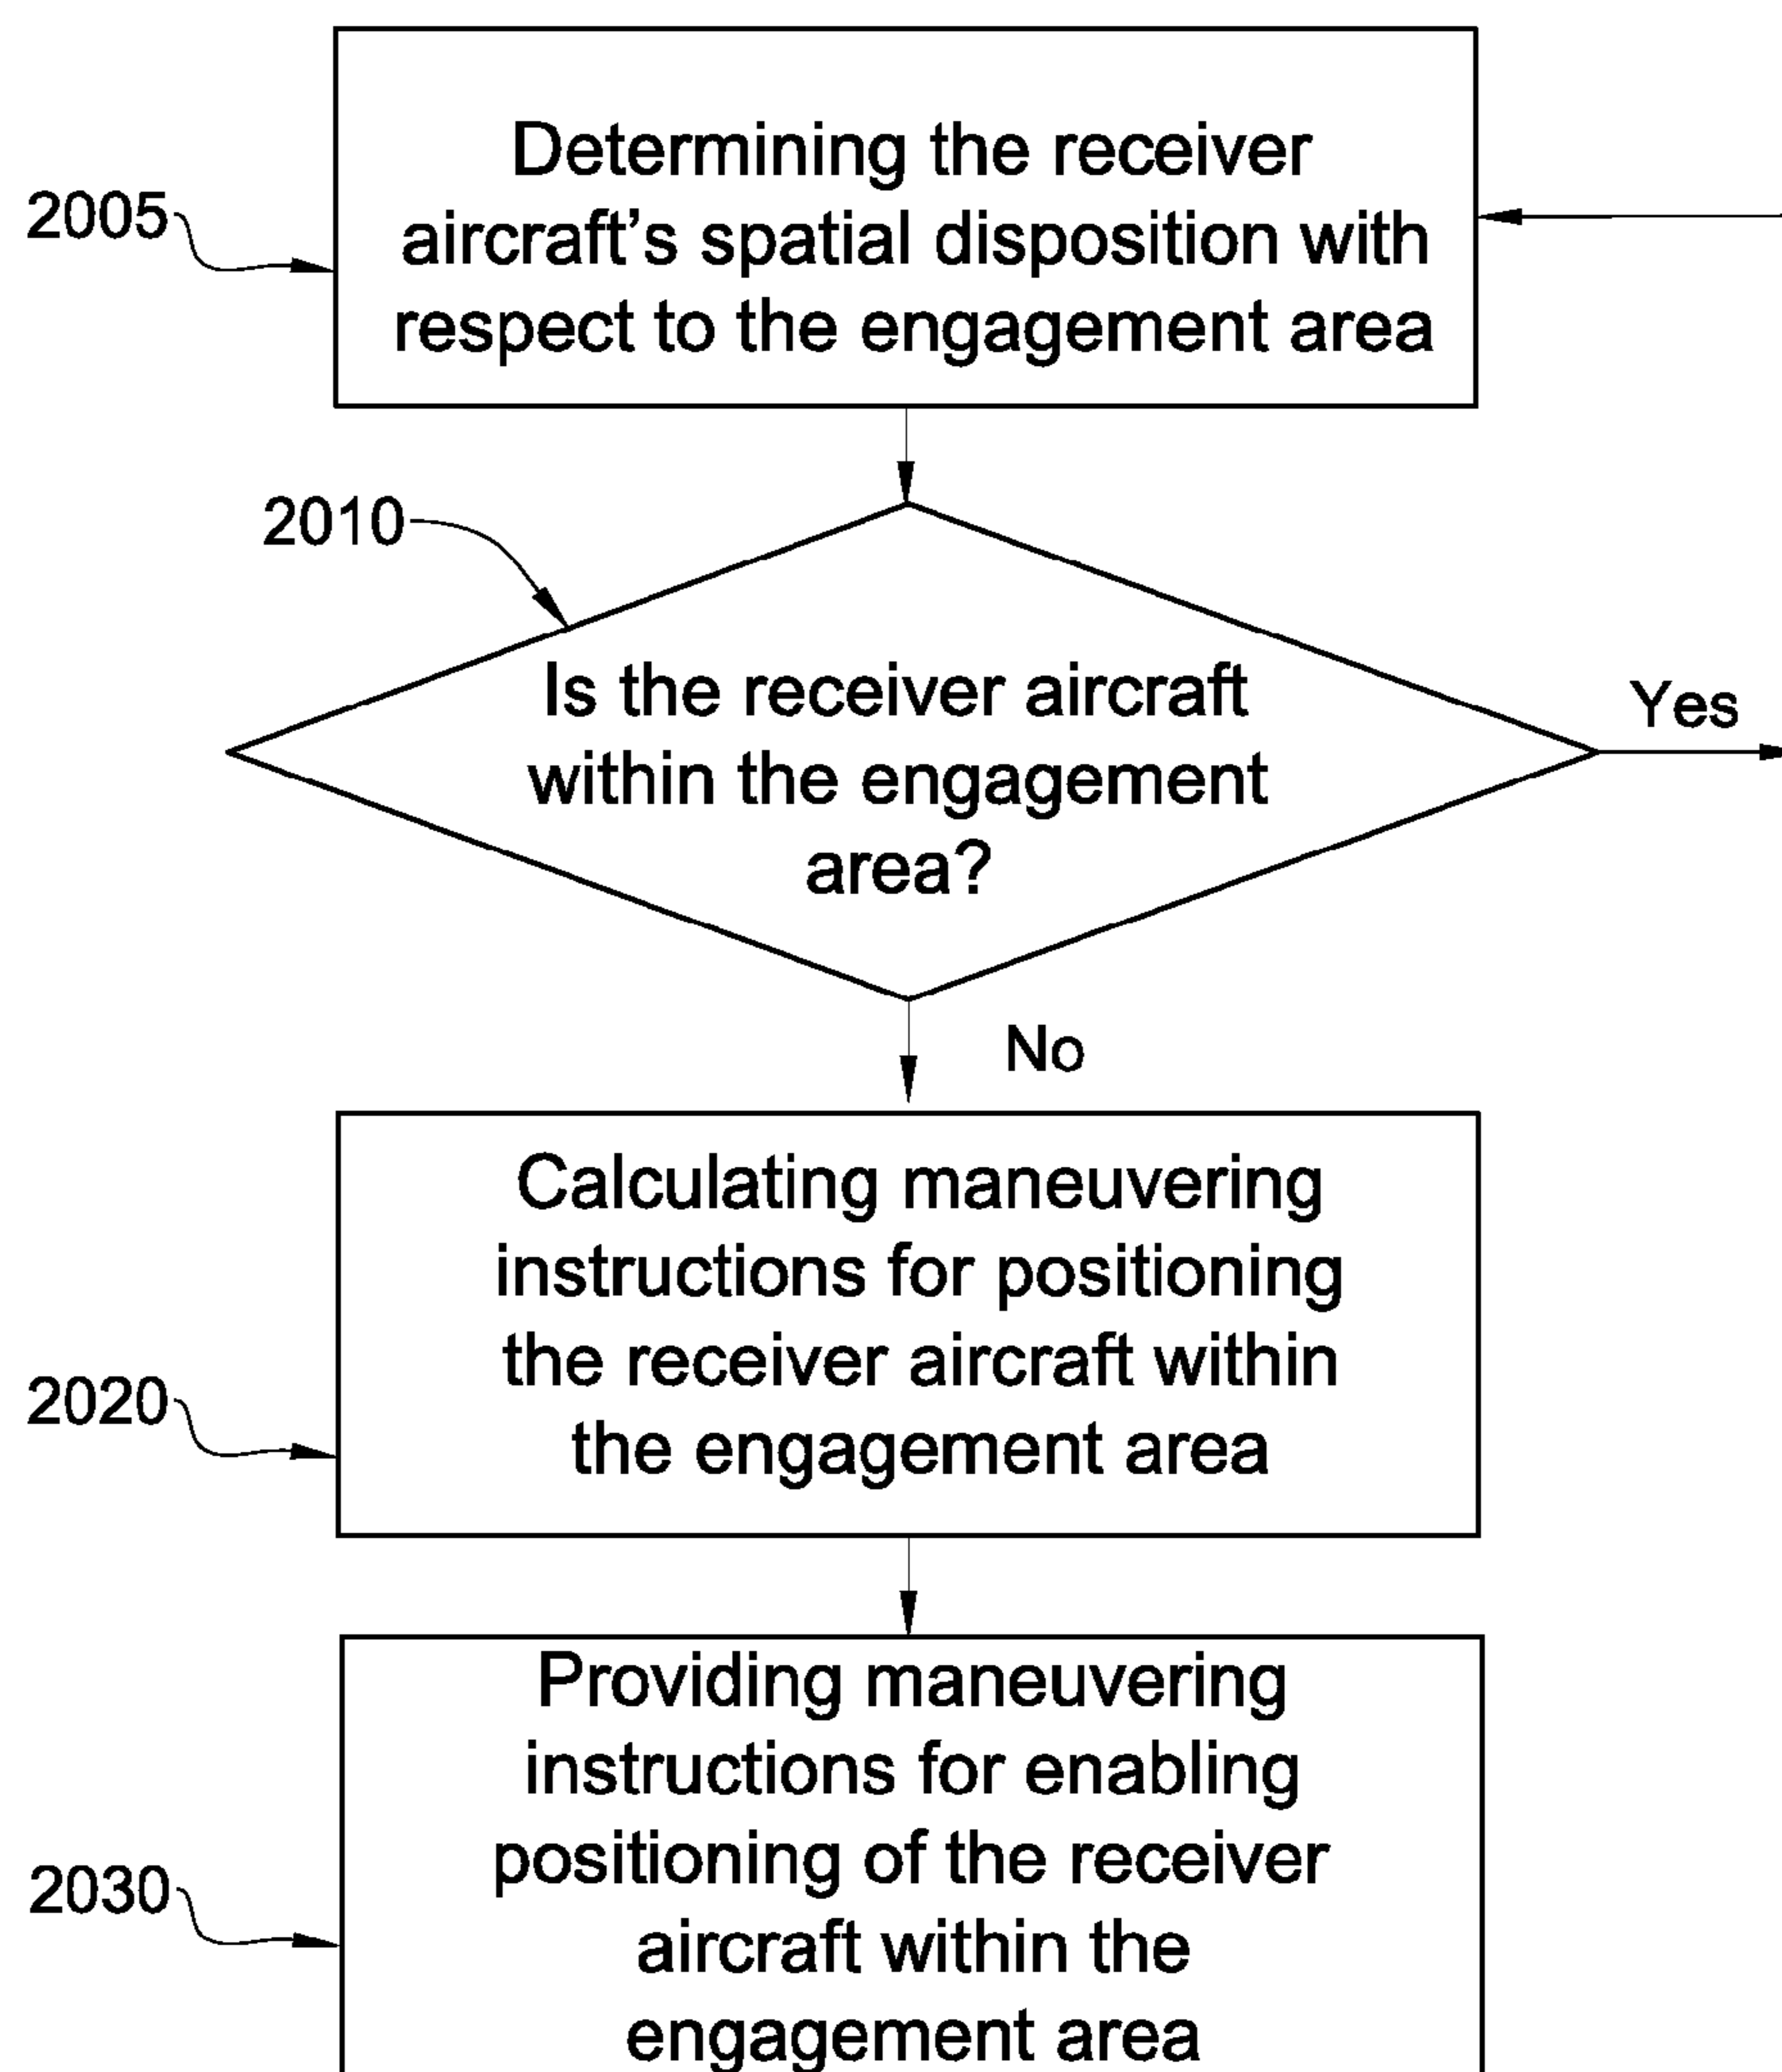 Determining the receiver
aircraft's spatial disposition with
respect to the engagement area
2005
2010
Is the receiver aircraft
within the engagement
area?
Yes
No
Calculating maneuvering
instructions for positioning
the receiver aircraft within
the engagement area
2020
Providing maneuvering
instructions for enabling
positioning of the receiver
aircraft within the
engagement area
2030